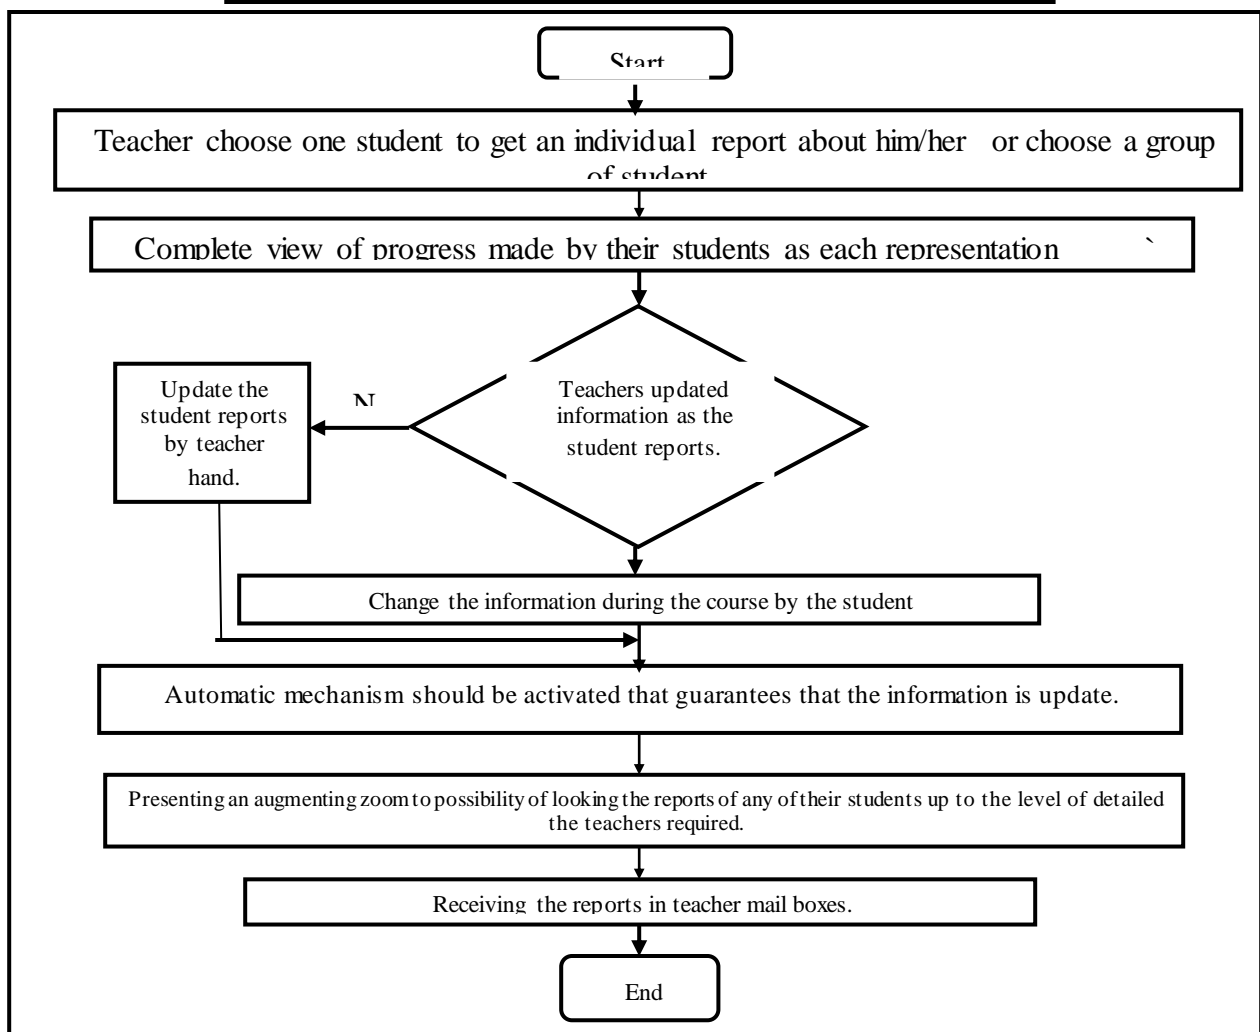 Start
Teacher choose one student to get an individual report about him/her or choose a group
of student
Complete view of progress made by their students as each representation `
Teachers updated
information as the
student reports.
N
Update the
student reports
by teacher
hand.
Change the information during the course by the student
Automatic mechanism should be activated that guarantees that the information is update.
Presenting an augmenting zoom to possibility of looking the reports of any of their students up to the level of detailed
the teachers required.
Receiving the reports in teacher mail boxes.
End